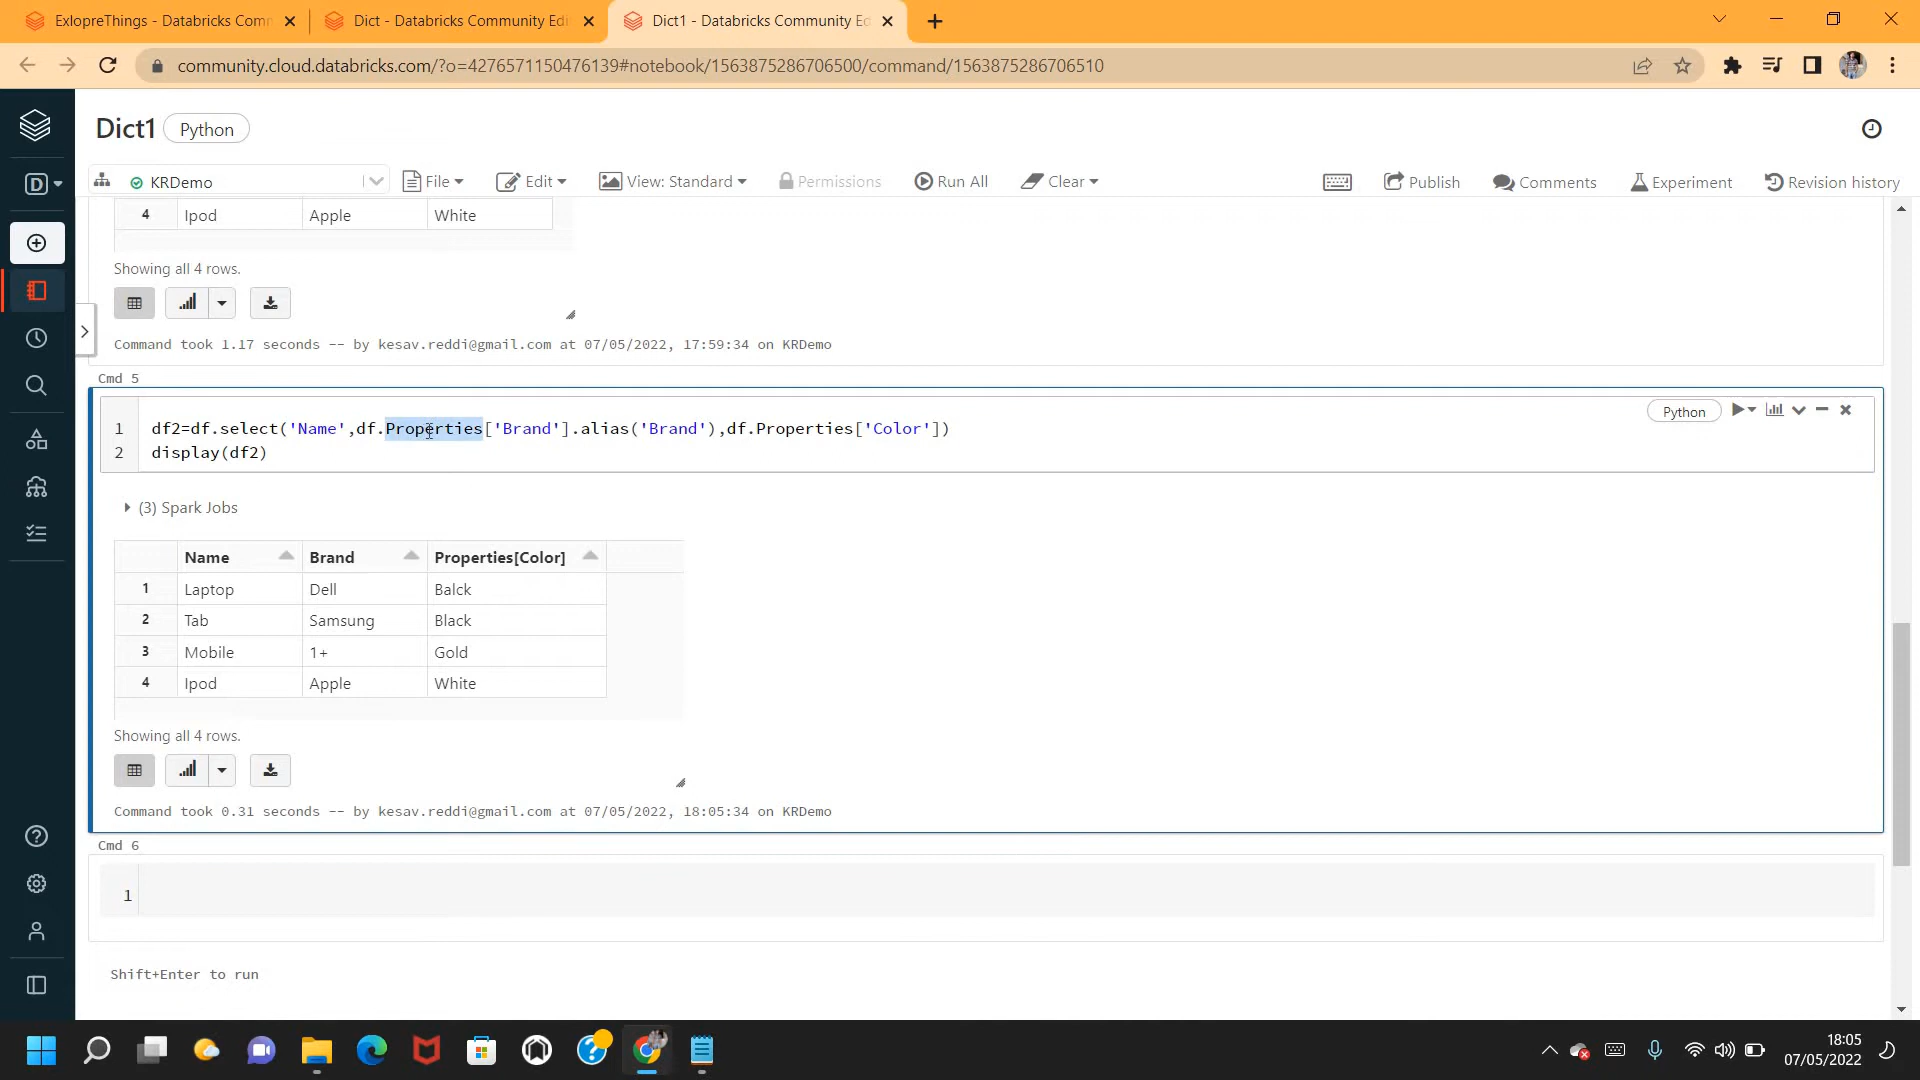 ExlopreThings - Databricks Comm
Dict - Databricks Community Edi
Dict1 - Databricks Community Ed
community.cloud.databricks.com/?o=4276571150476139#notebook/1563875286706500/command/1563875286706510
Dict1
Python
D
KRDemo
File
Edit
View: Standard
Permissions
Run All
Clear
Publish
Comments
Experiment
Revision history
4 Ipod Apple White
Showing all 4 rows.
Command took 1.17 seconds -- by kesav.reddi@gmail.com at 07/05/2022, 17:59:34 on KRDemo
Cmd 5
Python
1 df2=df.select('Name',df.Properties['Brand'].alias('Brand'),df.Properties['Color'])
2 display(df2)
(3) Spark Jobs
Name Brand Properties[Color]
1 Laptop Dell Balck
2 Tab Samsung Black
3 Mobile 1+ Gold
4 Ipod Apple White
Showing all 4 rows.
Command took 0.31 seconds -- by kesav.reddi@gmail.com at 07/05/2022, 18:05:34 on KRDemo
Cmd 6
1
Shift+Enter to run
18:05
07/05/2022